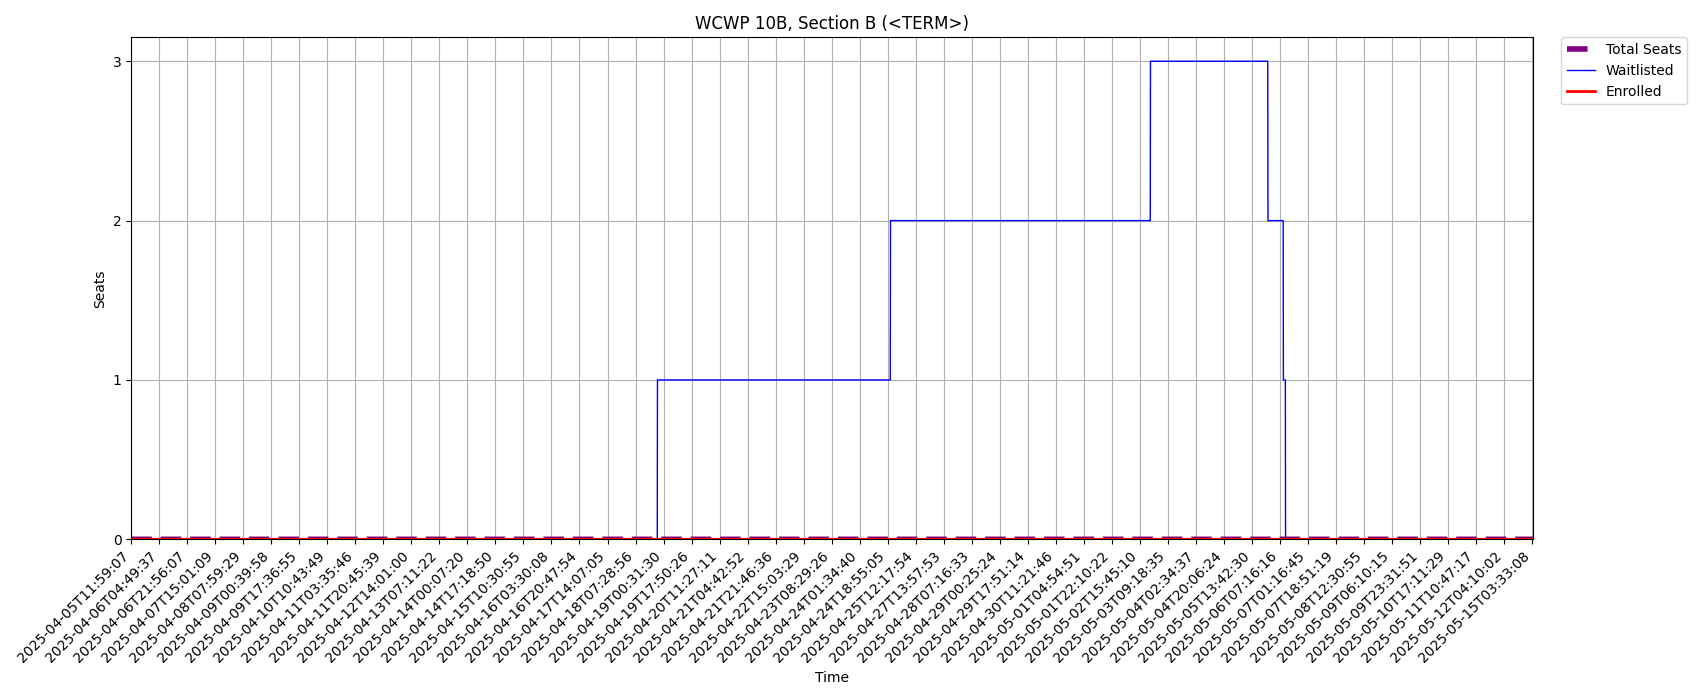 WCWP 10B, Section B (<TERM>)
Total Seats
Waitlisted
Enrolled
3
2
1
0
Seats
2025-04-05T11:59:07
2025-04-06T04:49:37
2025-04-06T21:56:07
2025-04-07T15:01:09
2025-04-08T07:59:29
2025-04-09T00:39:58
2025-04-09T17:36:55
2025-04-10T10:43:49
2025-04-11T03:35:46
2025-04-11T20:45:39
2025-04-12T14:01:00
2025-04-13T07:11:22
2025-04-14T00:07:20
2025-04-14T17:18:50
2025-04-15T10:30:55
2025-04-16T03:30:08
2025-04-16T20:47:54
2025-04-17T14:07:05
2025-04-18T07:28:56
2025-04-19T00:31:30
2025-04-19T17:50:26
2025-04-20T11:27:11
2025-04-21T04:42:52
2025-04-21T21:46:36
2025-04-22T15:03:29
2025-04-23T08:29:26
2025-04-24T01:34:40
2025-04-24T18:55:05
2025-04-25T12:17:54
2025-04-27T13:57:53
2025-04-28T07:16:33
2025-04-29T00:25:24
2025-04-29T17:51:14
2025-04-30T11:21:46
2025-05-01T04:54:51
2025-05-01T22:10:22
2025-05-02T15:45:10
2025-05-03T09:18:35
2025-05-04T02:34:37
2025-05-04T20:06:24
2025-05-05T13:42:30
2025-05-06T07:16:16
2025-05-07T01:16:45
2025-05-07T18:51:19
2025-05-08T12:30:55
2025-05-09T06:10:15
2025-05-09T23:31:51
2025-05-10T17:11:29
2025-05-11T10:47:17
2025-05-12T04:10:02
2025-05-15T03:33:08
Time